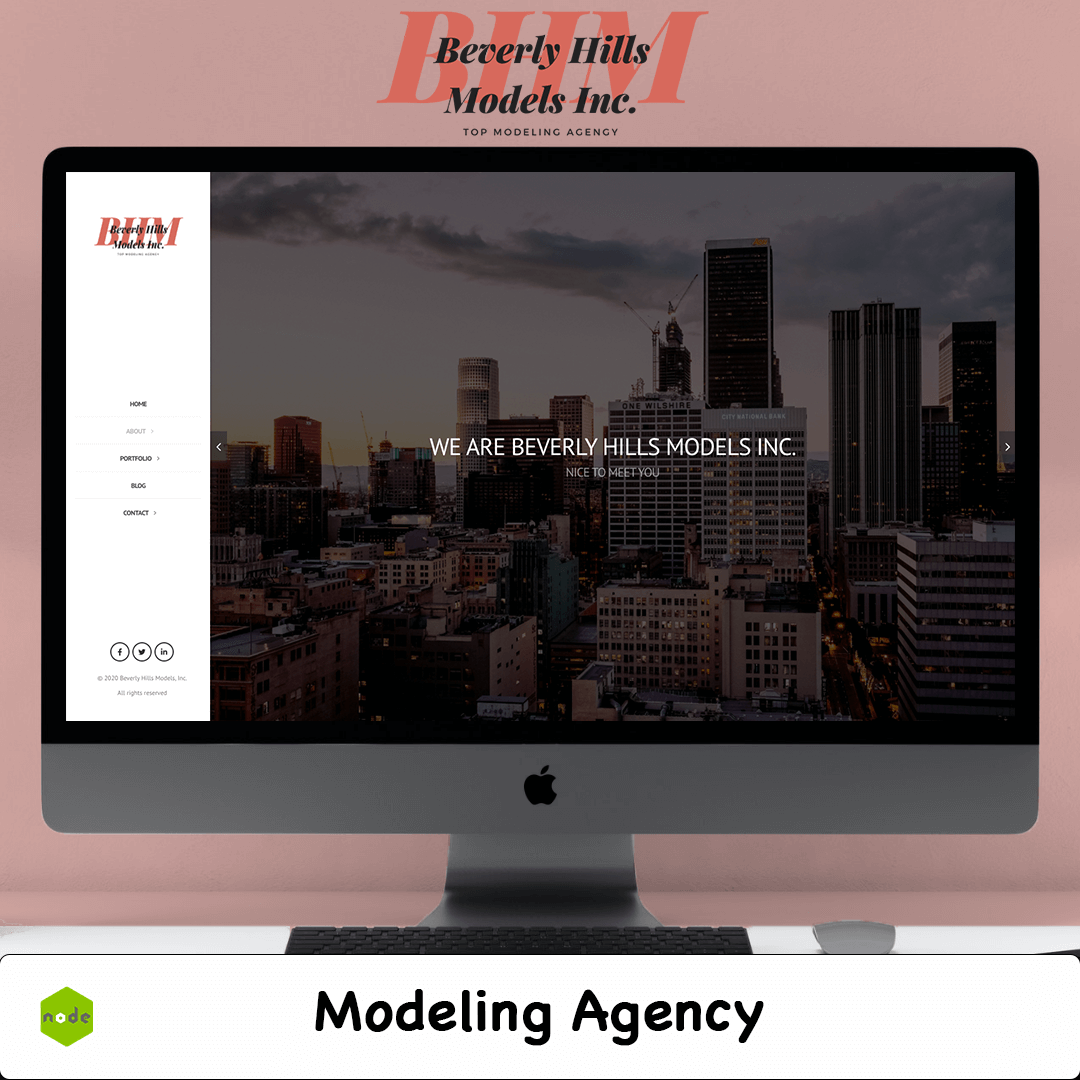 BHM
Beverly Hills
Models Inc.
TOP MODELING AGENCY
BHM
Beverly Hills
Models Inc.
TOP MODELING AGENCY
HOME
ABOUT
PORTFOLIO
BLOG
CONTACT
© 2020 Beverly Hills Models, Inc.
All rights reserved
ONE WILSHIRE
CITY NATIONAL BANK
WE ARE BEVERLY HILLS MODELS INC.
NICE TO MEET YOU
node
Modeling Agency